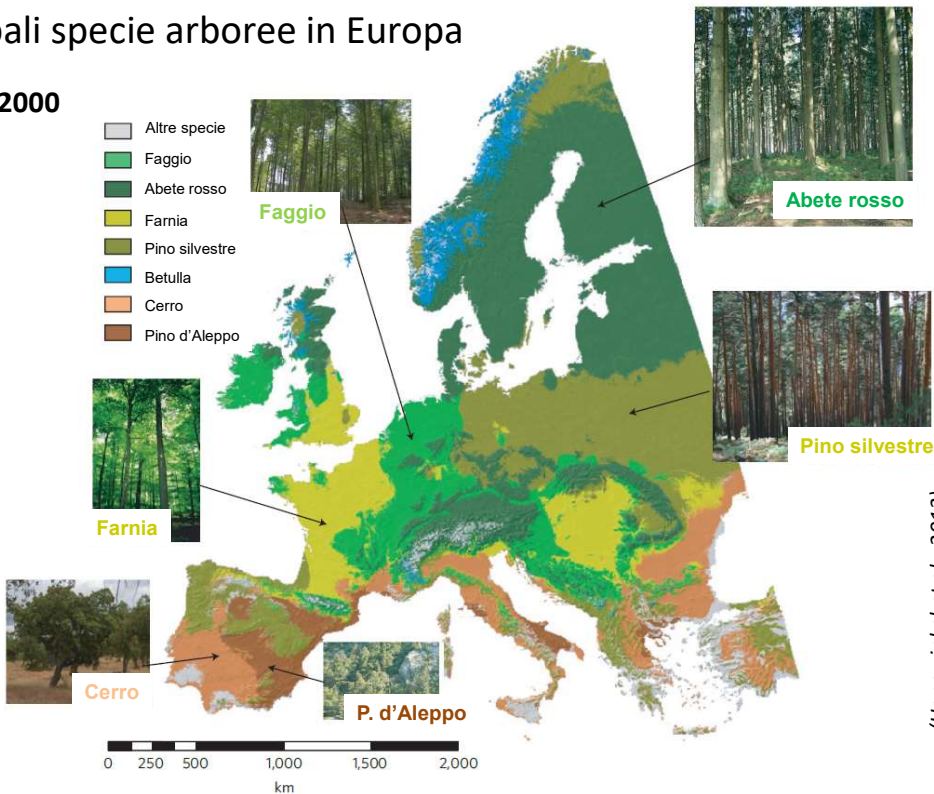 pali specie arboree in Europa
2000
Altre specie
Faggio
Abete rosso
Farnia
Pino silvestre
Betulla
Cerro
Pino d'Aleppo
Faggio
Abete rosso
Pino silvestre
Farnia
Cerro
P. d'Aleppo
0 250 500 1,000 1,500 2,000
km